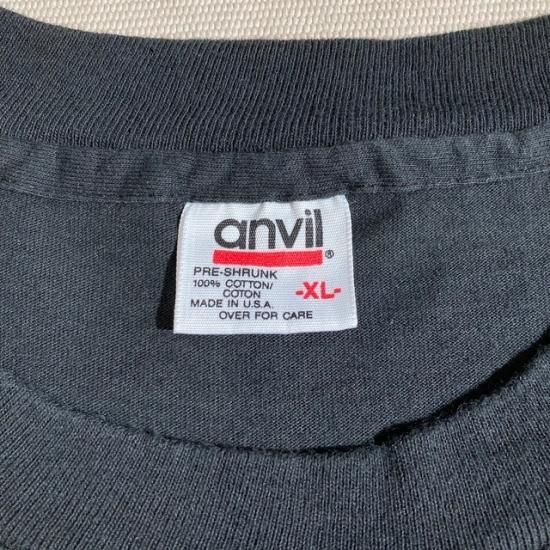 anvil®
PRE-SHRUNK
100% COTTON/
COTON
-XL-
MADE IN U.S.A.
OVER FOR CARE